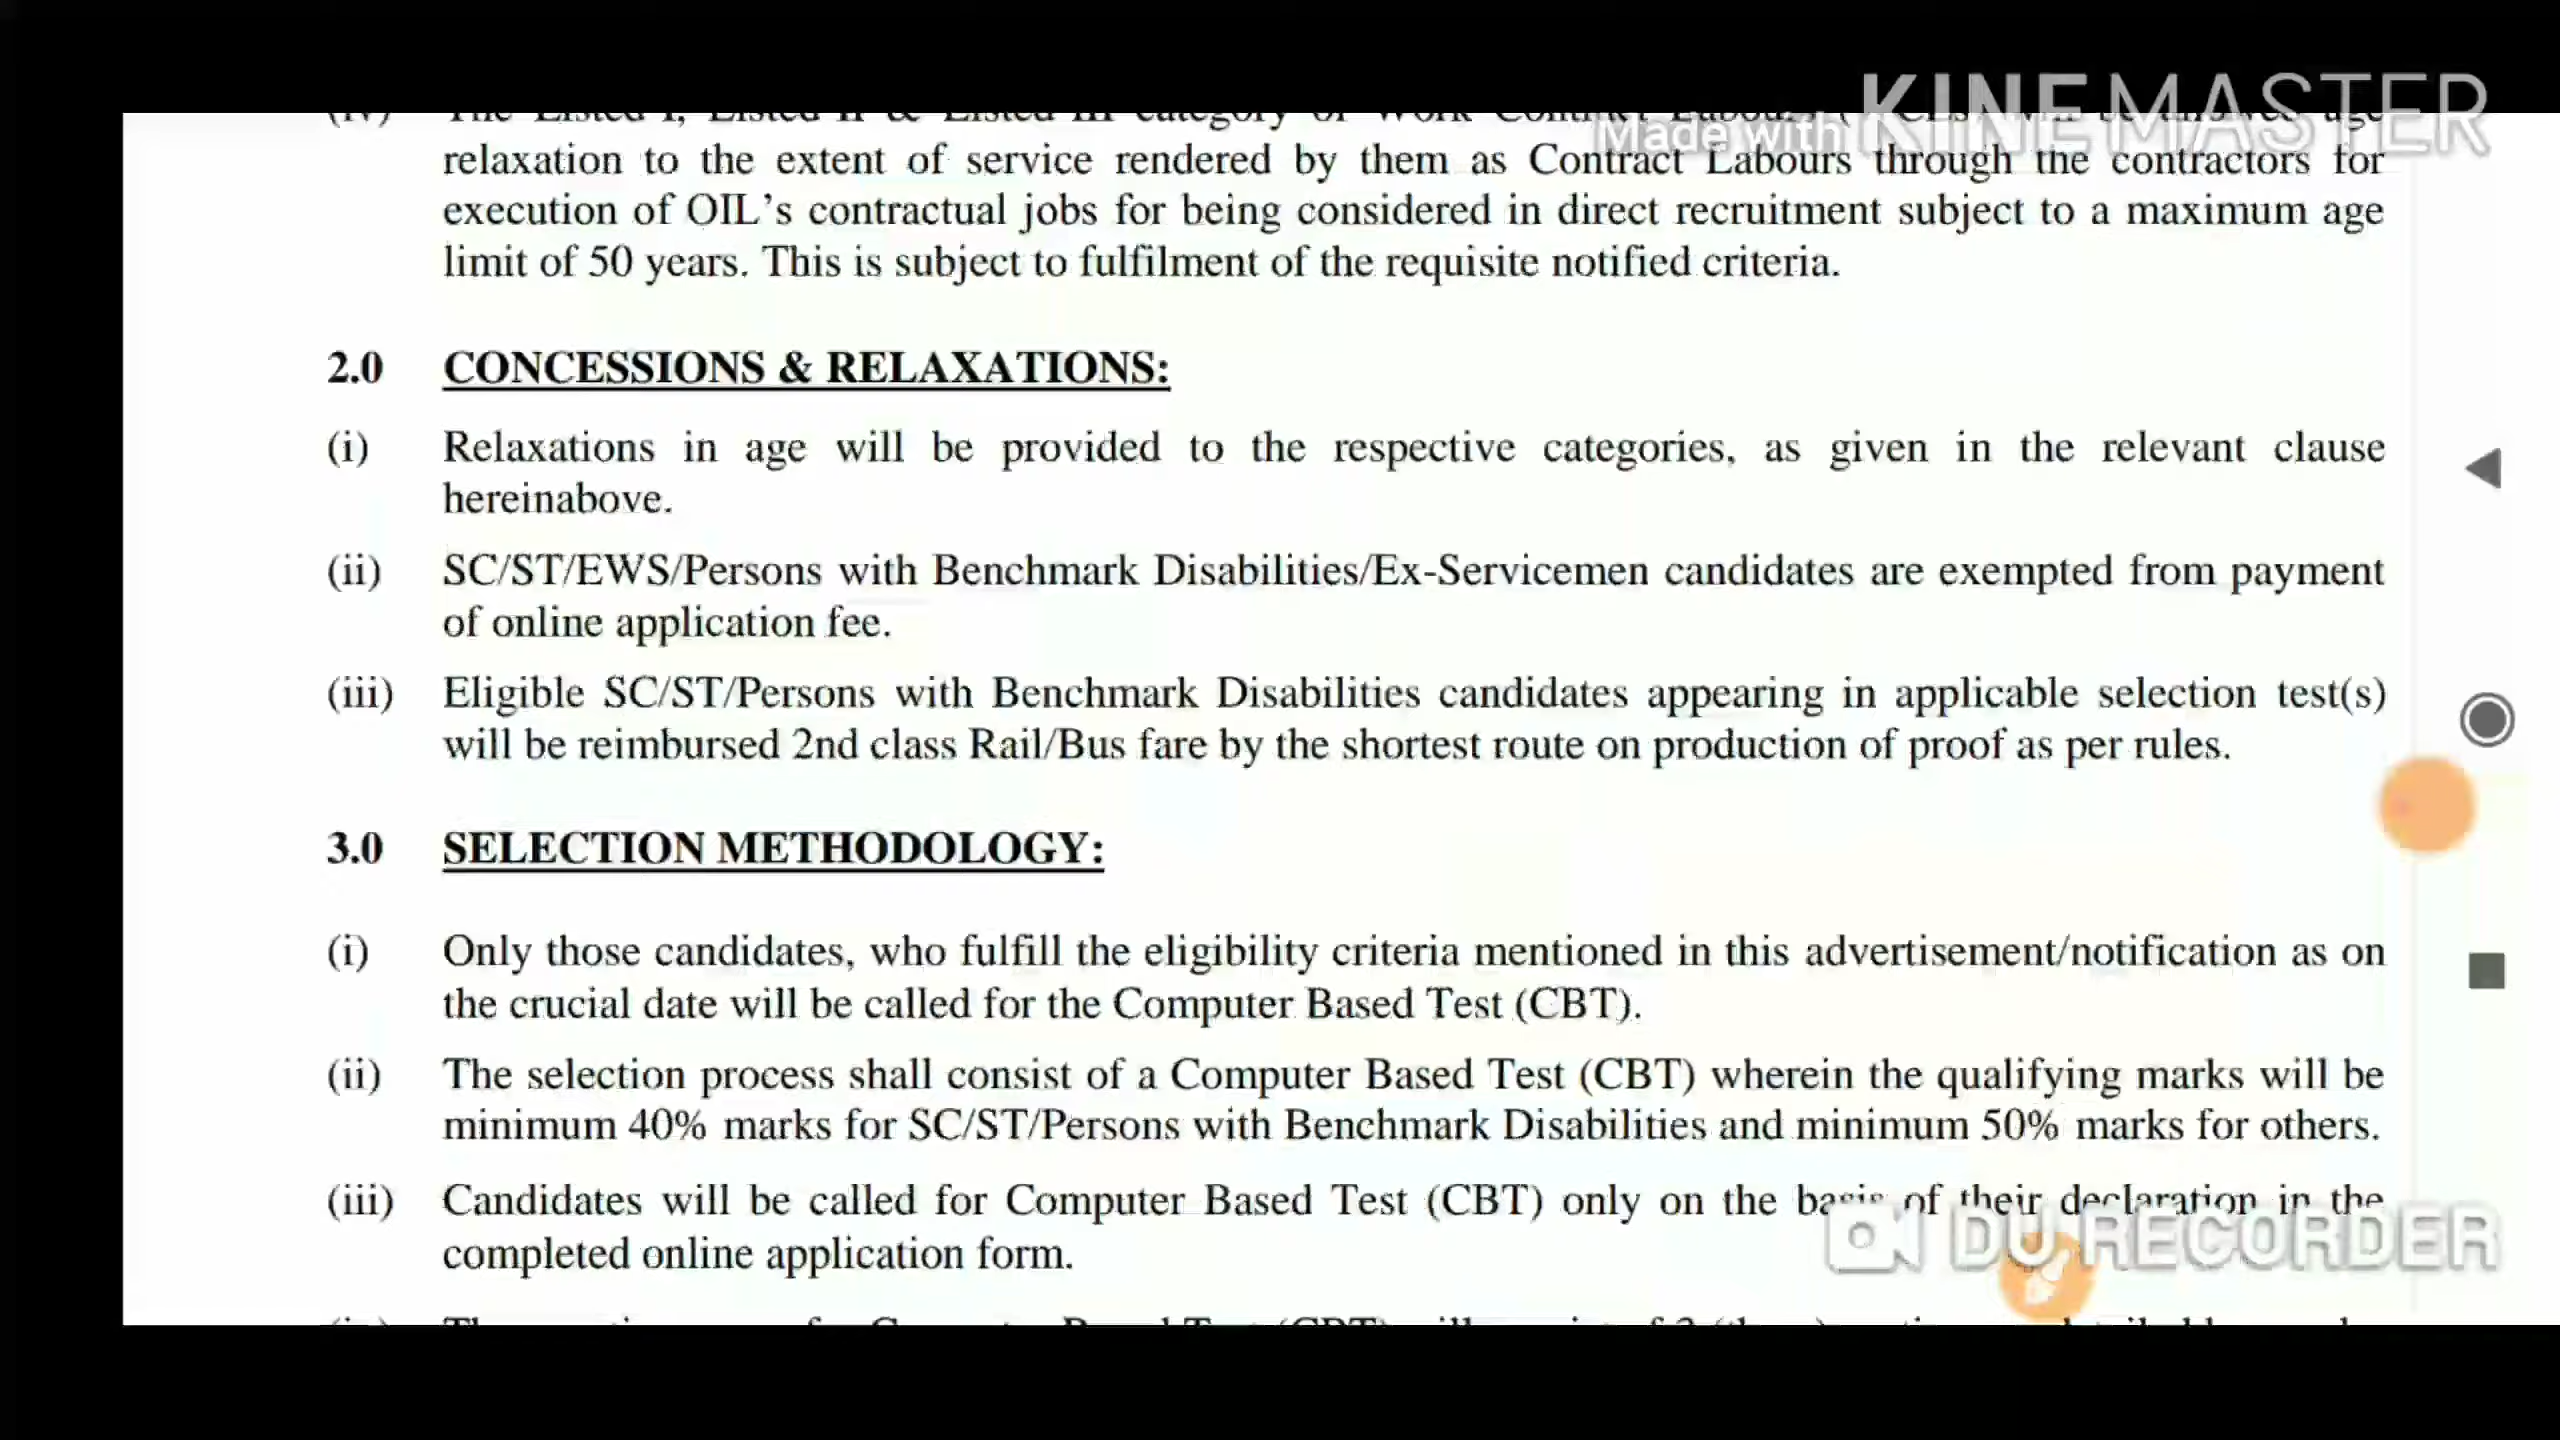 Made with KINEMASTER
relaxation to the extent of service rendered by them as Contract Labours through the contractors for
execution of OIL's contractual jobs for being considered in direct recruitment subject to a maximum age
limit of 50 years. This is subject to fulfilment of the requisite notified criteria.
2.0 CONCESSIONS & RELAXATIONS:
(i) Relaxations in age will be provided to the respective categories, as given in the relevant clause
hereinabove.
(ii) SC/ST/EWS/Persons with Benchmark Disabilities/Ex-Servicemen candidates are exempted from payment
of online application fee.
(iii) Eligible SC/ST/Persons with Benchmark Disabilities candidates appearing in applicable selection test(s)
will be reimbursed 2nd class Rail/Bus fare by the shortest route on production of proof as per rules.
3.0 SELECTION METHODOLOGY:
(i) Only those candidates, who fulfill the eligibility criteria mentioned in this advertisement/notification as on
the crucial date will be called for the Computer Based Test (CBT).
(ii) The selection process shall consist of a Computer Based Test (CBT) wherein the qualifying marks will be
minimum 40% marks for SC/ST/Persons with Benchmark Disabilities and minimum 50% marks for others.
(iii) Candidates will be called for Computer Based Test (CBT) only on the basis of their declaration in the
completed online application form.
DU RECORDER